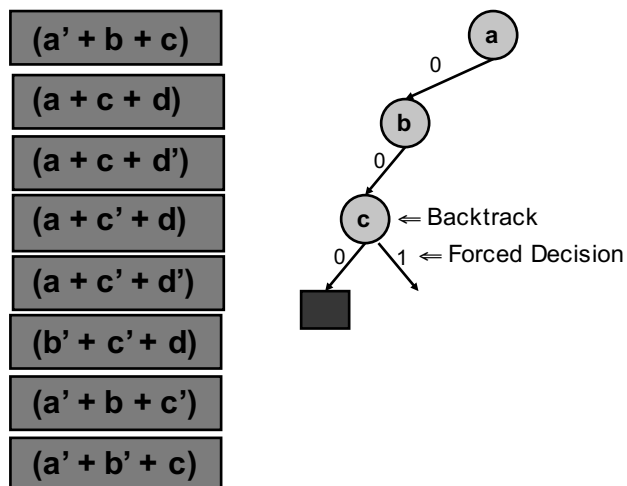 (a’ + b + c)
(a + c + d)
(a + c + d’)
(a + c’ + d)
(a + c’ + d’)
(b’ + c’ + d)
(a’ + b + c’)
(a’ + b’ + c)
a
0
b
0
c ⇐ Backtrack
0 1 ⇐ Forced Decision